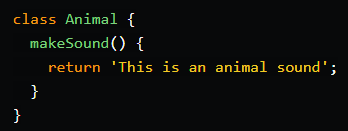 class Animal {
  makeSound() {
    return 'This is an animal sound';
  }
}